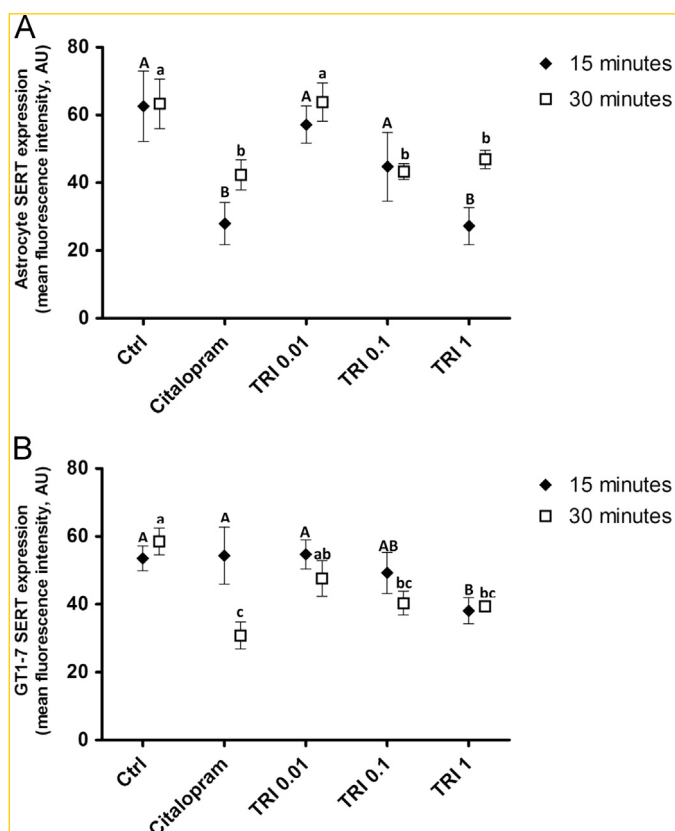 A
Astrocyte SERT expression
(mean fluorescence intensity, AU)
80
60
40
20
0
A
a
B
b
A
a
A
b
B
b
Ctrl
Citalopram
TRI 0.01
TRI 0.1
TRI 1
15 minutes
30 minutes
B
GT1-7 SERT expression
(mean fluorescence intensity, AU)
80
60
40
20
0
A
a
A
c
A
ab
AB
bc
B
bc
Ctrl
Citalopram
TRI 0.01
TRI 0.1
TRI 1
15 minutes
30 minutes